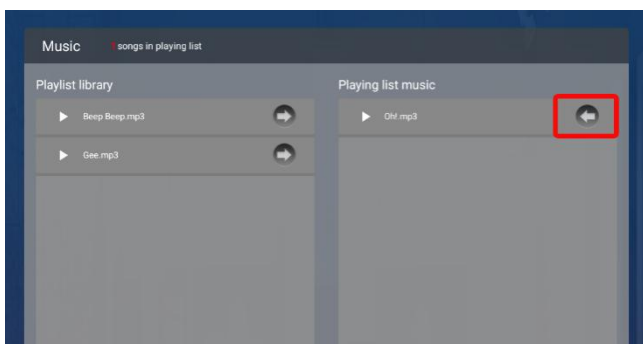 Music
songs in playing list
Playlist library
Playing list music
Beep Beep.mp3
Oh!.mp3
Gee.mp3